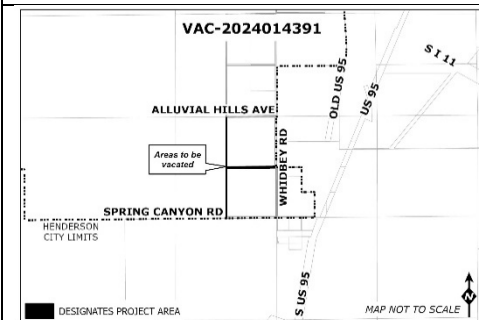 VAC-2024014391
S I 11
OLD US 95
US 95
ALLUVIAL HILLS AVE
WHIDBEY RD
Areas to be
vacated
SPRING CANYON RD
HENDERSON
CITY LIMITS
S US 95
N
DESIGNATES PROJECT AREA
MAP NOT TO SCALE